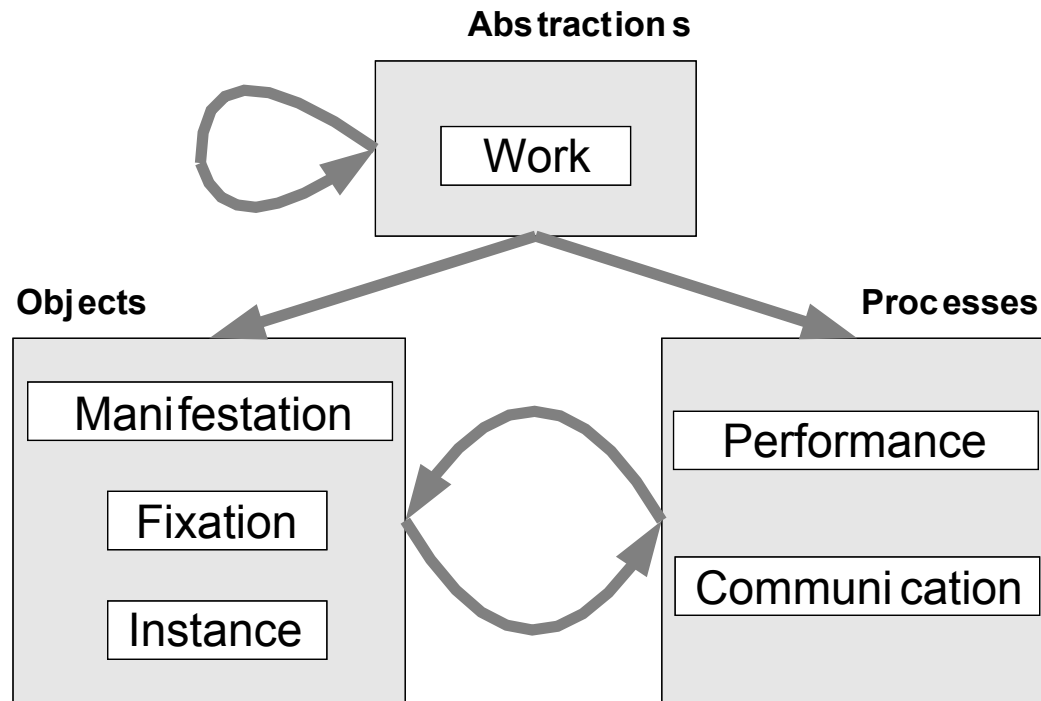 Abstractions
Work
Objects
Processes
Manifestation
Performance
Fixation
Communication
Instance